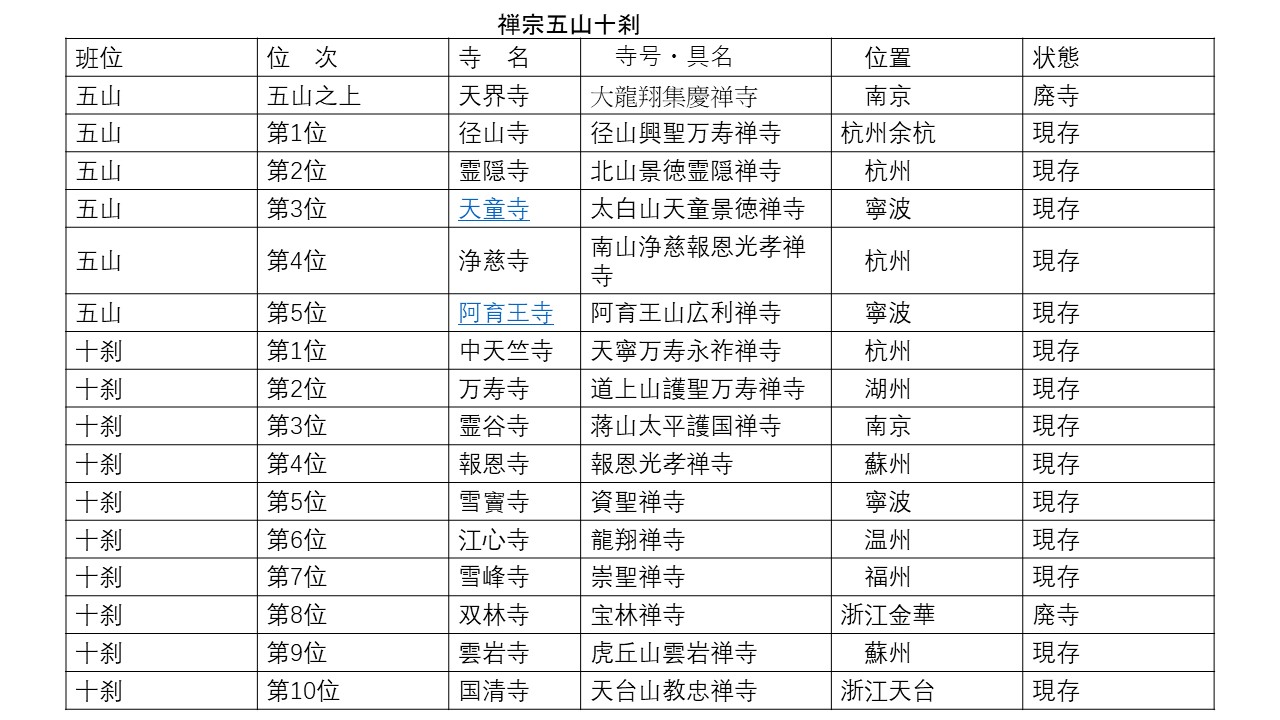 禅宗五山十刹
班位 位　次 寺　名 寺号・具名 位置 状態
五山 五山之上 天界寺 大龍翔集慶禅寺 南京 廃寺
五山 第1位 径山寺 径山興聖万寿禅寺 杭州余杭 現存
五山 第2位 霊隠寺 北山景徳霊隠禅寺 杭州 現存
五山 第3位 天童寺 太白山天童景徳禅寺 寧波 現存
五山 第4位 浄慈寺 南山浄慈報恩光孝禅
寺 杭州 現存
五山 第5位 阿育王寺 阿育王山広利禅寺 寧波 現存
十刹 第1位 中天竺寺 天寧万寿永祚禅寺 杭州 現存
十刹 第2位 万寿寺 道上山護聖万寿禅寺 湖州 現存
十刹 第3位 霊谷寺 蒋山太平護国禅寺 南京 現存
十刹 第4位 報恩寺 報恩光孝禅寺 蘇州 現存
十刹 第5位 雪竇寺 資聖禅寺 寧波 現存
十刹 第6位 江心寺 龍翔禅寺 温州 現存
十刹 第7位 雪峰寺 崇聖禅寺 福州 現存
十刹 第8位 双林寺 宝林禅寺 浙江金華 廃寺
十刹 第9位 雲岩寺 虎丘山雲岩禅寺 蘇州 現存
十刹 第10位 国清寺 天台山教忠禅寺 浙江天台 現存